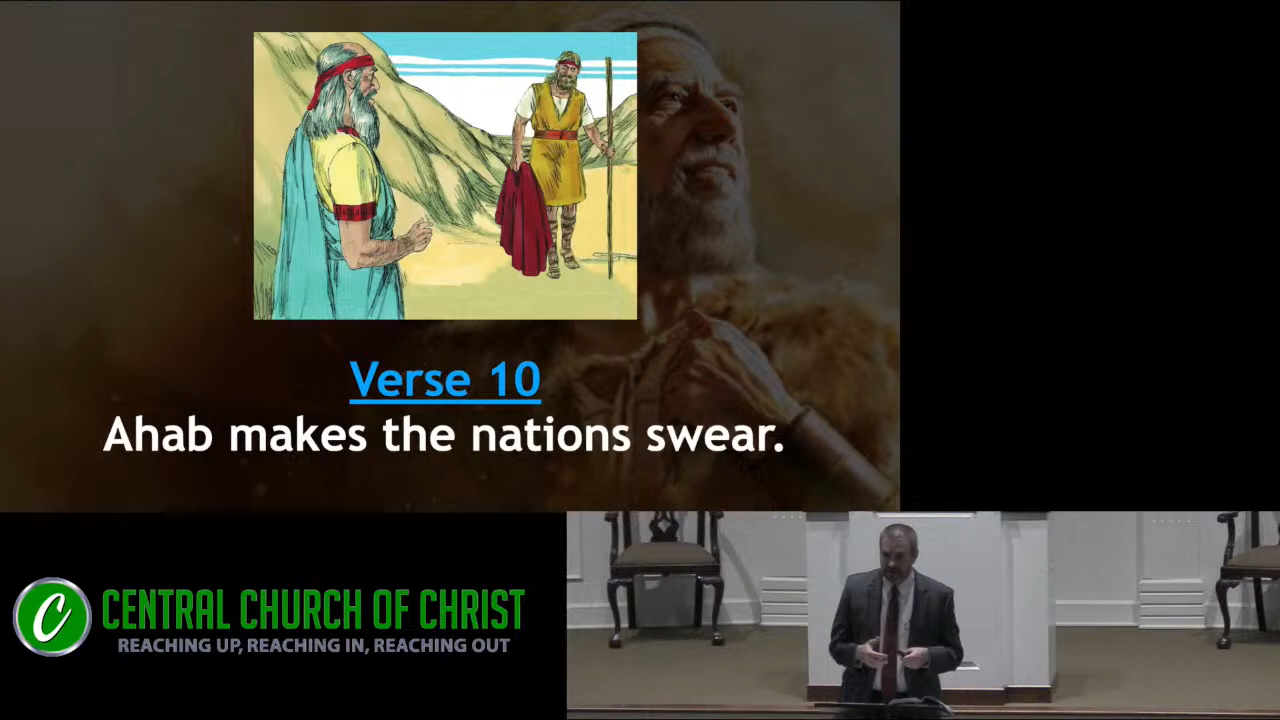 Verse 10
Ahab makes the nations swear.
C
CENTRAL CHURCH OF CHRIST
REACHING UP, REACHING IN, REACHING OUT